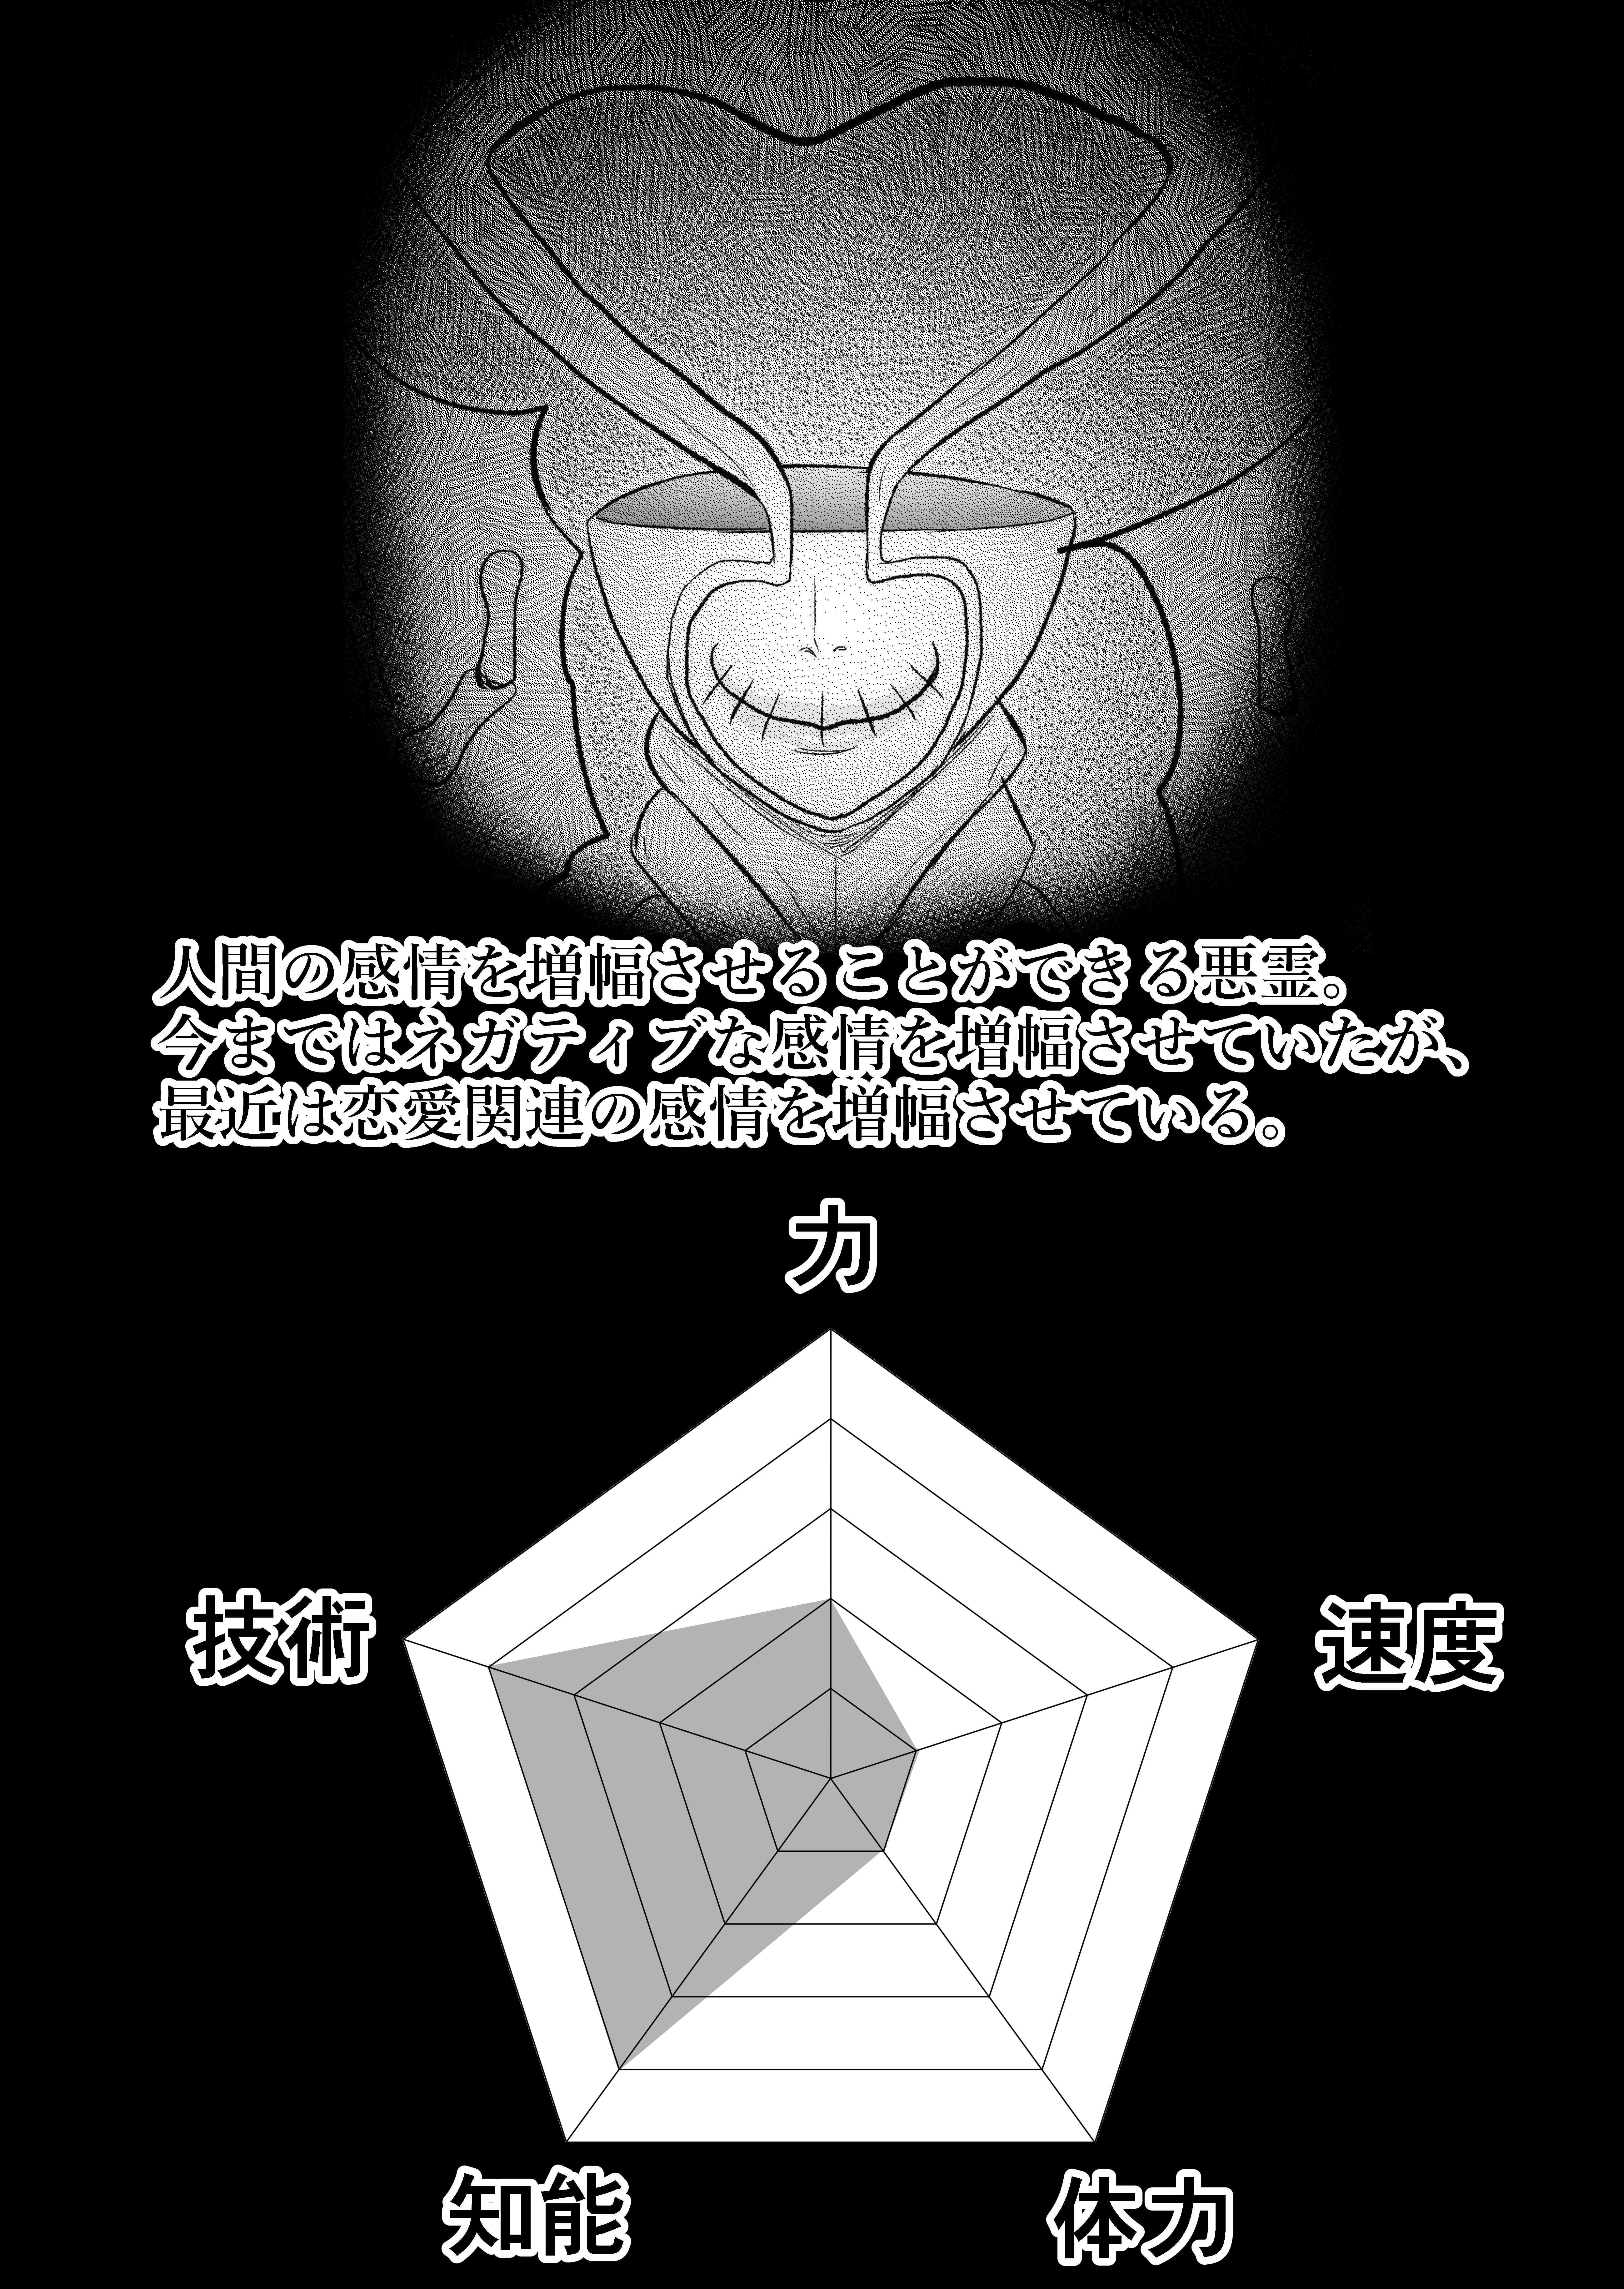 人間の感情を増幅させることができる悪霊。
今まではネガティブな感情を増幅させていたが、
最近は恋愛関連の感情を増幅させている。
力
技術
速度
知能
体力